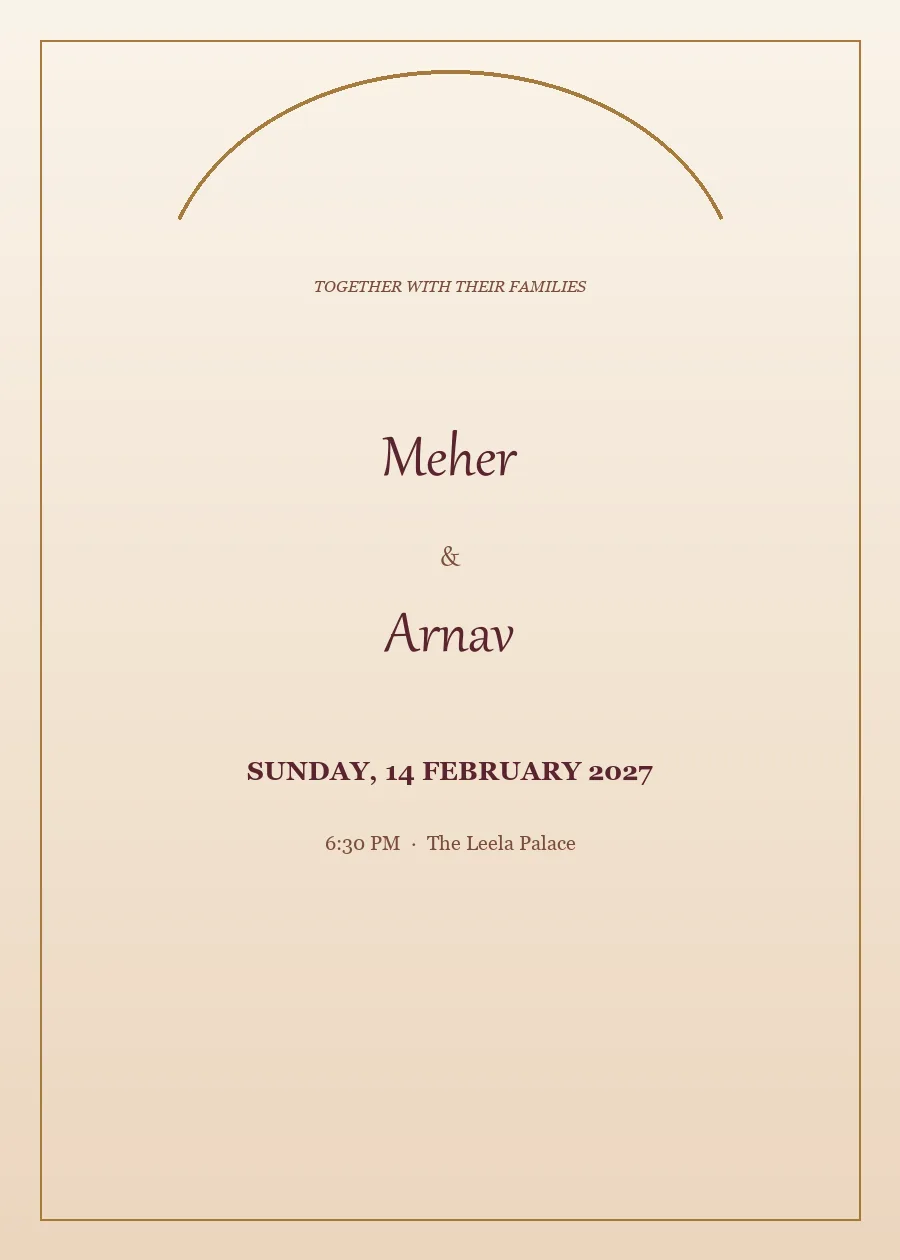 TOGETHER WITH THEIR FAMILIES
Meher
&
Arnav
SUNDAY, 14 FEBRUARY 2027
6:30 PM · The Leela Palace